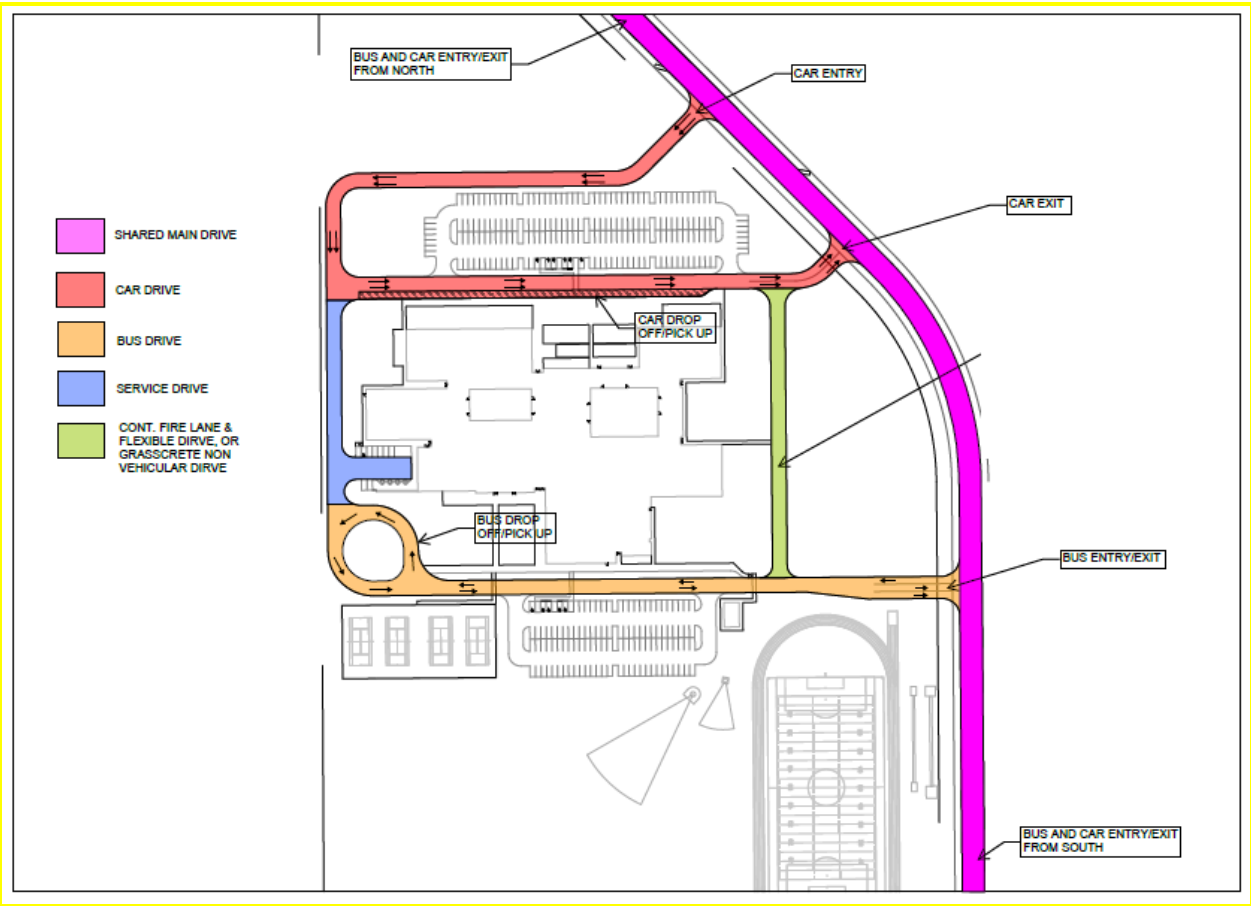 BUS AND CAR ENTRY/EXIT
FROM NORTH
CAR ENTRY
CAR EXIT
SHARED MAIN DRIVE
CAR DRIVE
BUS DRIVE
SERVICE DRIVE
CONT. FIRE LANE &
FLEXIBLE DIRVE, OR
GRASSCRETE NON
VEHICULAR DIRVE
CAR DROP
OFF/PICK UP
BUS DROP
OFF/PICK UP
BUS ENTRY/EXIT
BUS AND CAR ENTRY/EXIT
FROM SOUTH